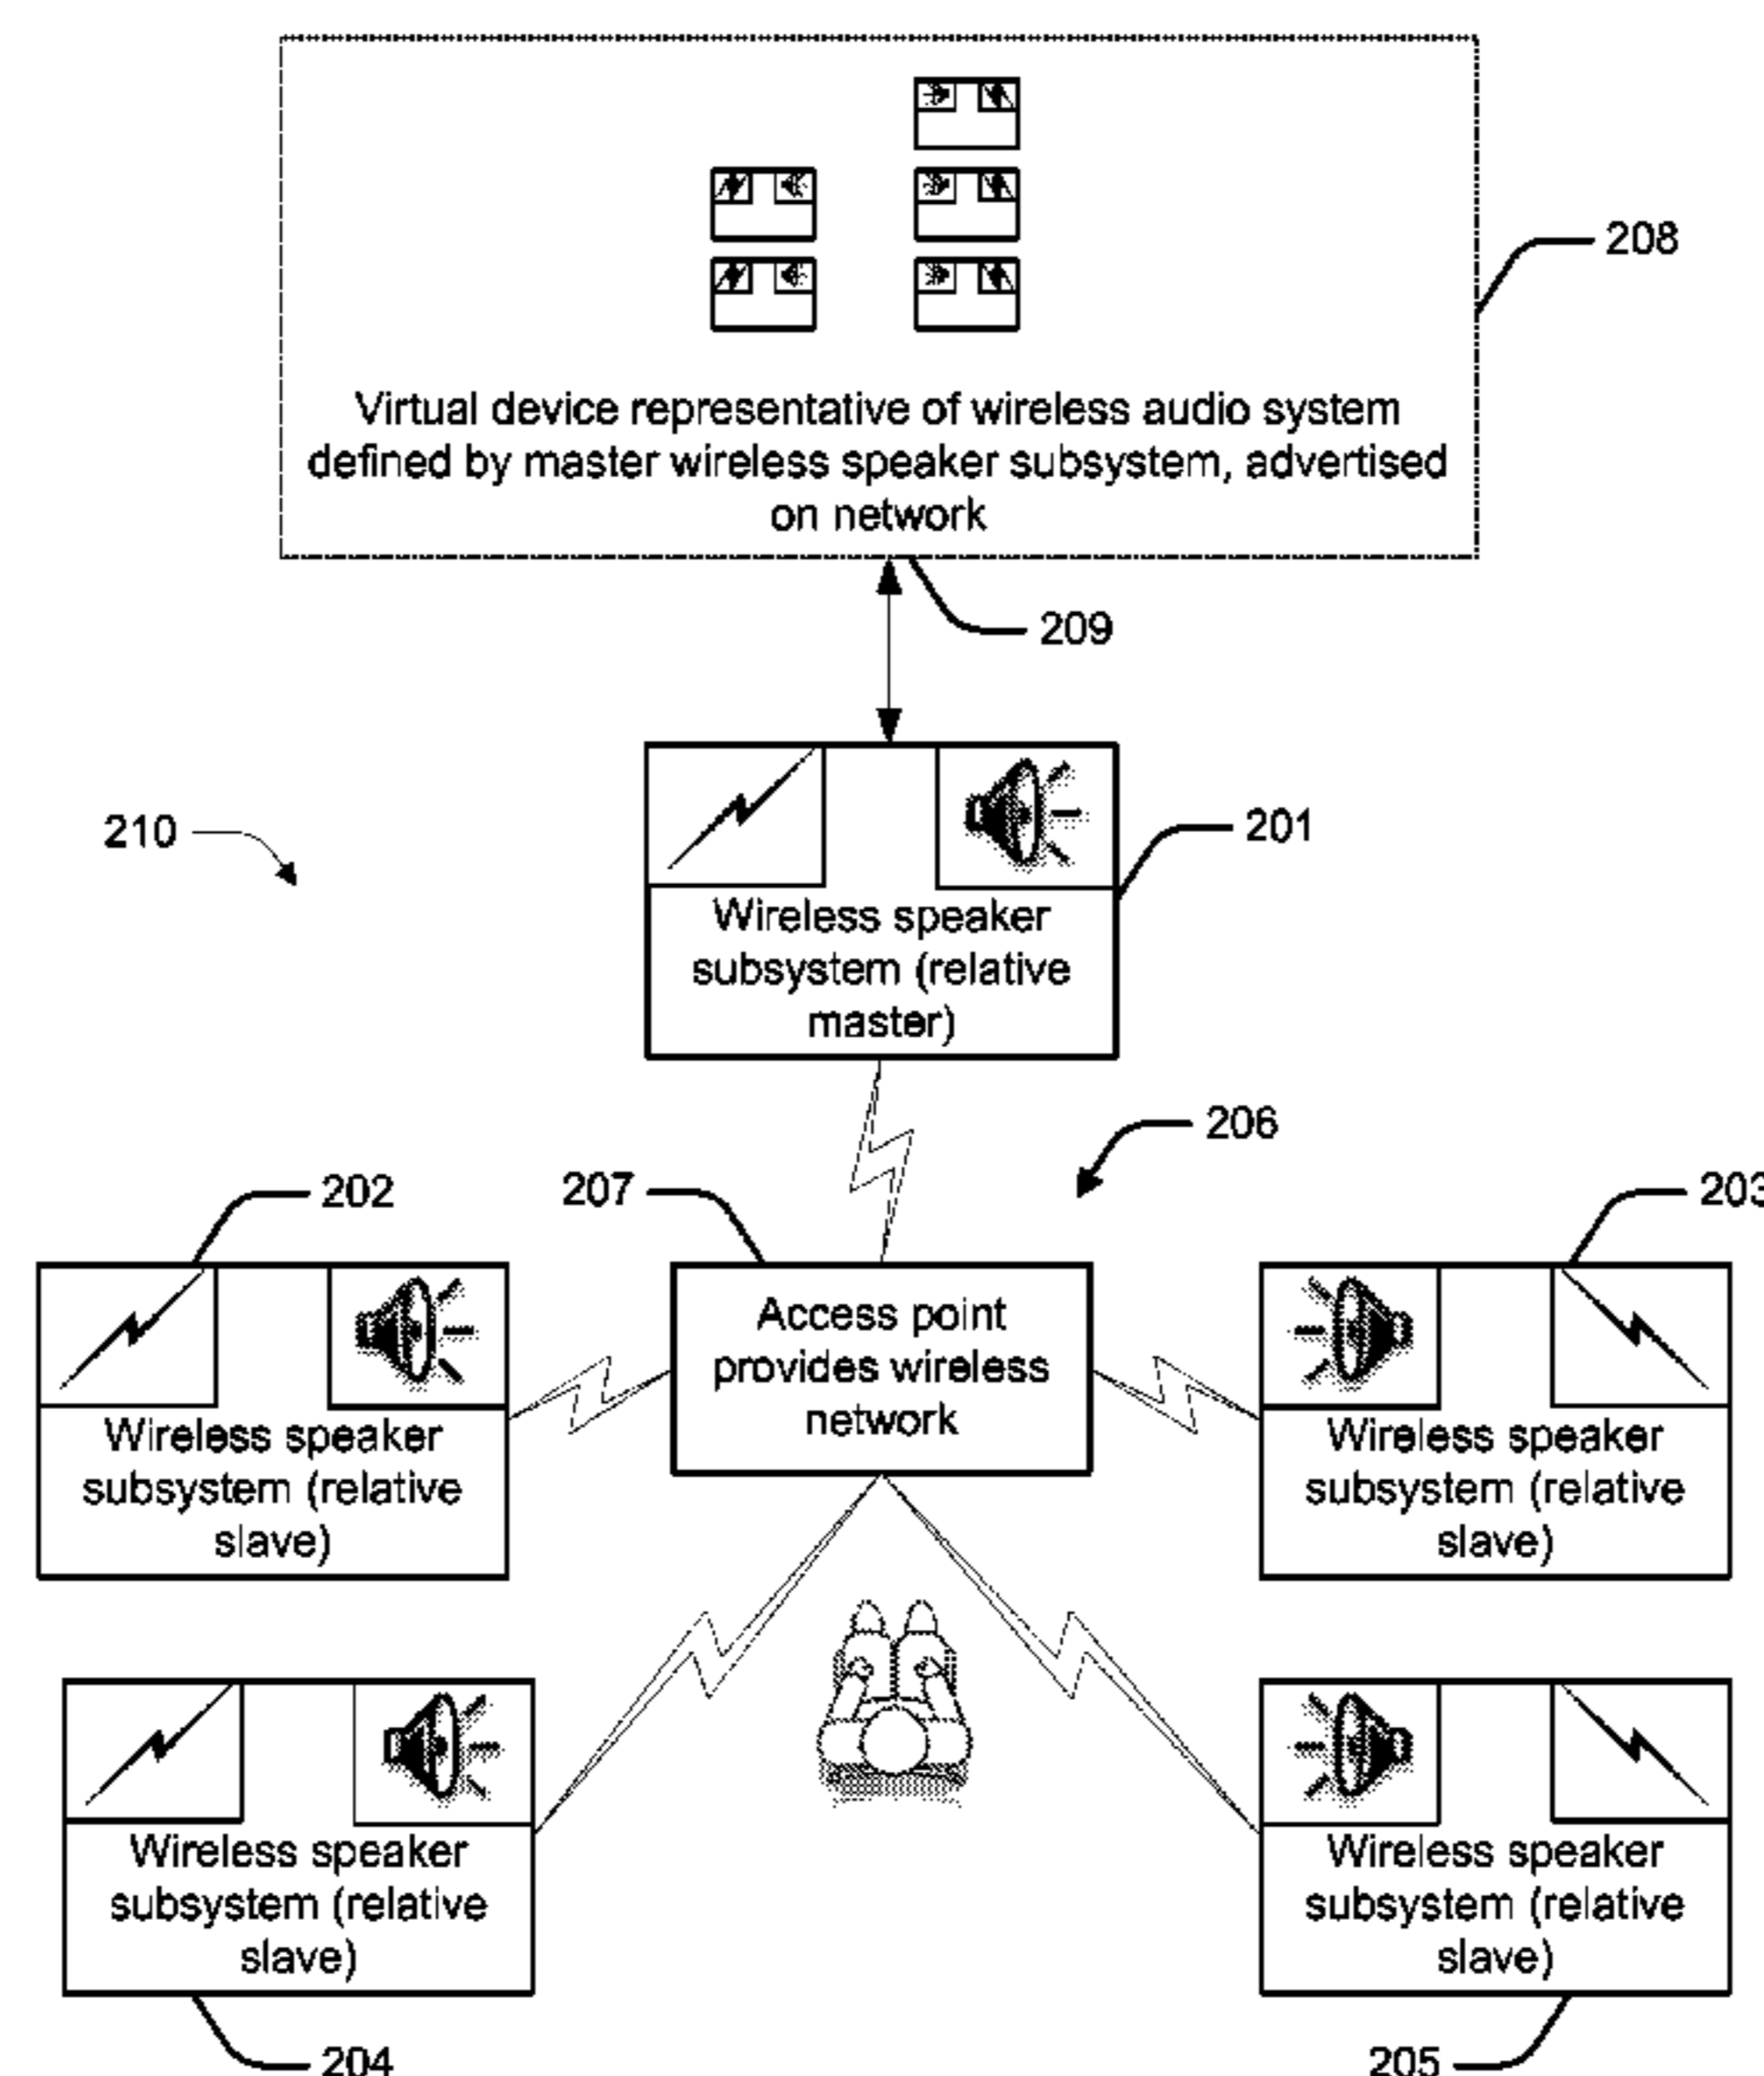 208
Virtual device representative of wireless audio system
defined by master wireless speaker subsystem, advertised
on network
209
210
201
Wireless speaker
subsystem (relative
master)
206
202
207
203
Access point
provides wireless
network
Wireless speaker
subsystem (relative
slave)
Wireless speaker
subsystem (relative
slave)
Wireless speaker
subsystem (relative
slave)
Wireless speaker
subsystem (relative
slave)
204
205